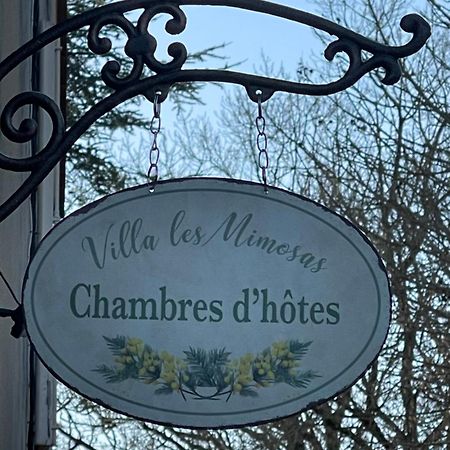 Villa les Mimosas
Chambres d'hôtes